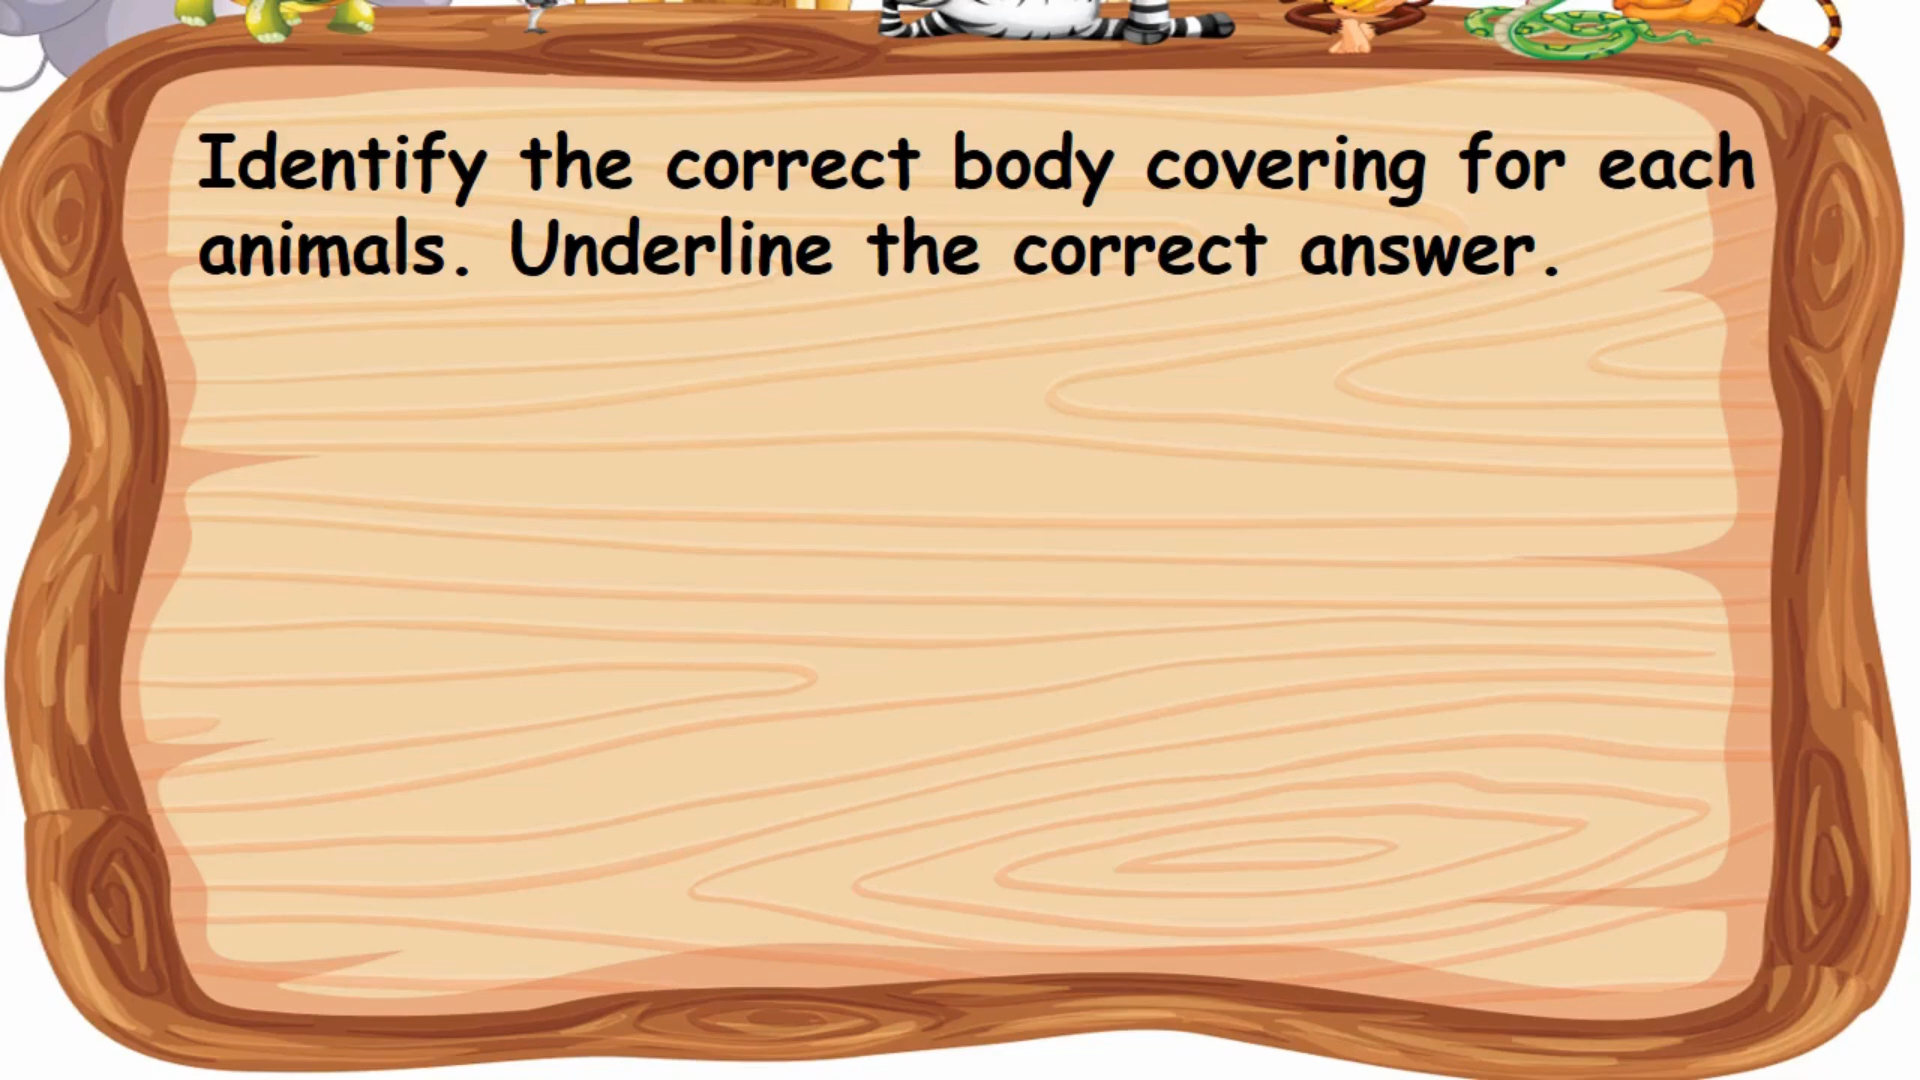 Identify the correct body covering for each
animals. Underline the correct answer.